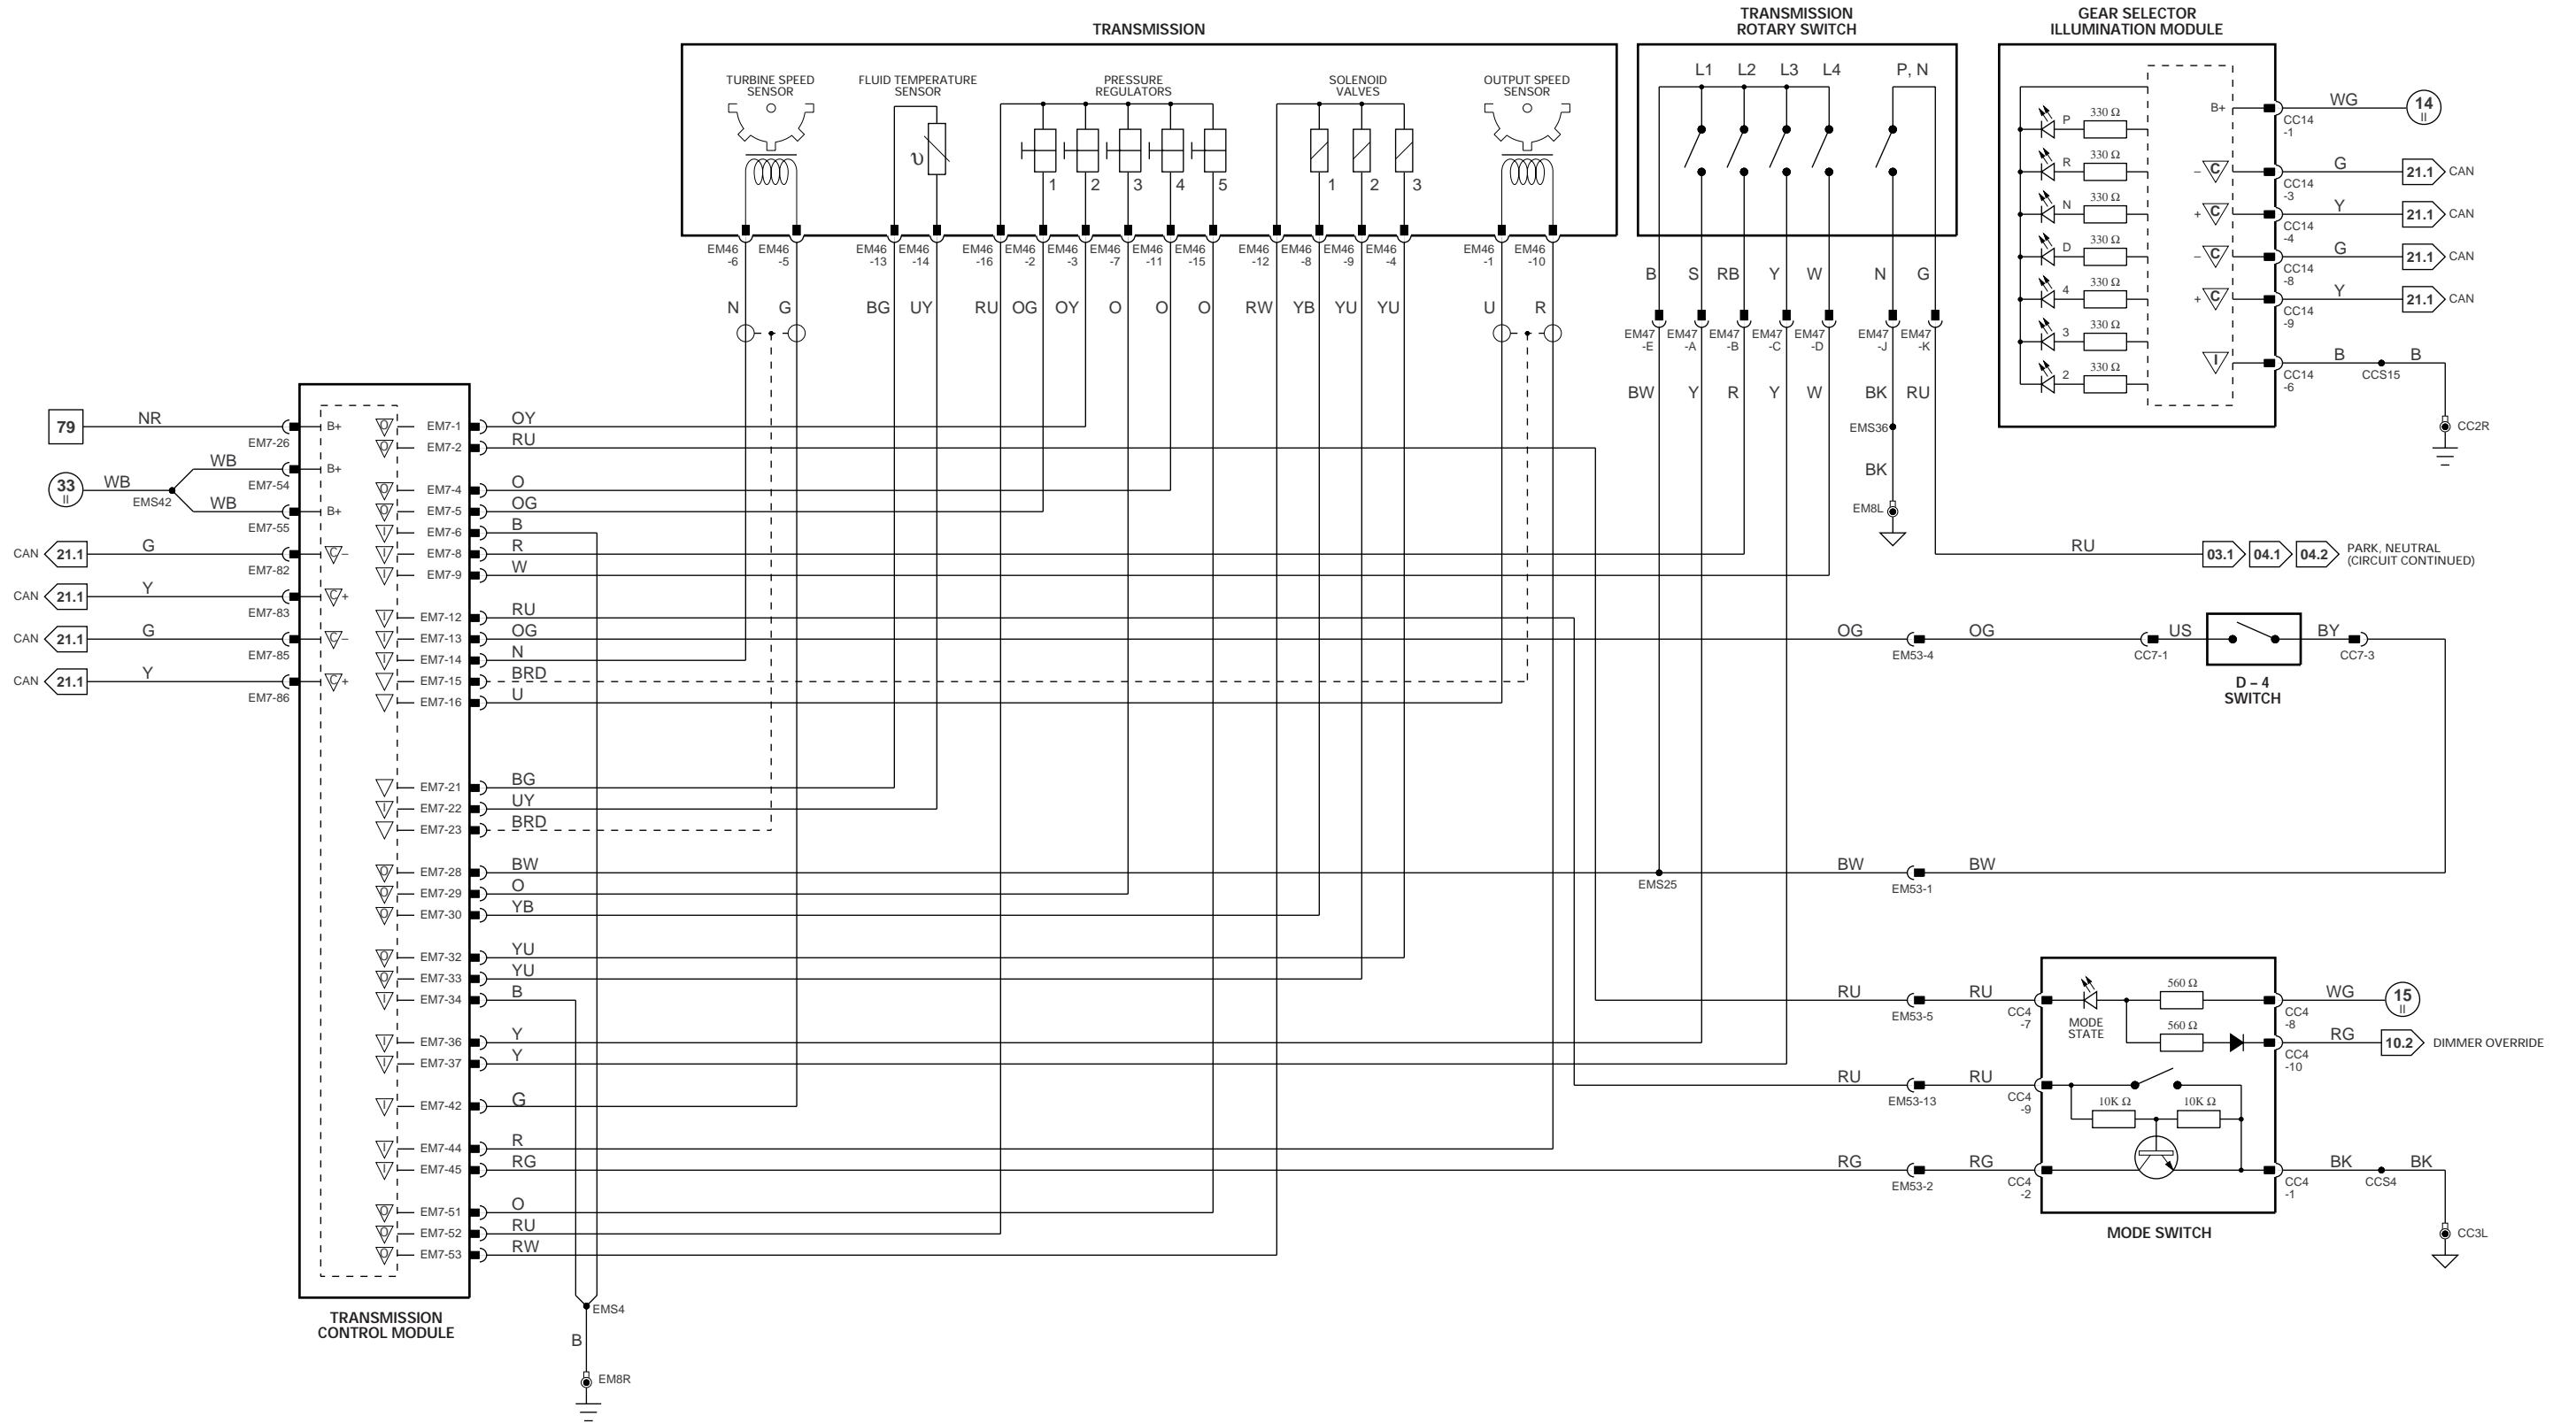 TRANSMISSION
TRANSMISSION
ROTARY SWITCH
GEAR SELECTOR
ILLUMINATION MODULE
TURBINE SPEED
SENSOR
FLUID TEMPERATURE
SENSOR
PRESSURE
REGULATORS
SOLENOID
VALVES
OUTPUT SPEED
SENSOR
υ
1 2 3 4 5
1 2 3
L1 L2 L3 L4 P, N
EM46
-6
EM46
-5
EM46
-13
EM46
-14
EM46
-16
EM46
-2
EM46
-3
EM46
-7
EM46
-11
EM46
-15
EM46
-12
EM46
-8
EM46
-9
EM46
-4
EM46
-1
EM46
-10
N G BG UY RU OG OY O O O RW YB YU YU U R
B S RB Y W N G
EM47
-E
EM47
-A
EM47
-B
EM47
-C
EM47
-D
EM47
-J
EM47
-K
BW Y R Y W BK RU
EMS36
BK
EM8L
P 330 Ω
R 330 Ω
N 330 Ω
D 330 Ω
4 330 Ω
3 330 Ω
2 330 Ω
B+ WG 14 II
CC14
-1
– C G 21.1 CAN
CC14
-3
+ C Y 21.1 CAN
CC14
-4
– C G 21.1 CAN
CC14
-8
+ C Y 21.1 CAN
CC14
-9
I B B
CC14
-6
CCS15
CC2R
RU 03.1 04.1 04.2 PARK, NEUTRAL
(CIRCUIT CONTINUED)
79 NR B+
EM7-26
WB B+
EM7-54
33 II WB EMS42
WB B+
EM7-55
CAN 21.1 G C –
EM7-82
CAN 21.1 Y C +
EM7-83
CAN 21.1 G C –
EM7-85
CAN 21.1 Y C +
EM7-86
O EM7-1 OY
O EM7-2 RU
O EM7-4 O
O EM7-5 OG
I EM7-6 B
I EM7-8 R
I EM7-9 W
I EM7-12 RU
I EM7-13 OG
I EM7-14 N
EM7-15 BRD
EM7-16 U
EM7-21 BG
I EM7-22 UY
EM7-23 BRD
O EM7-28 BW
O EM7-29 O
O EM7-30 YB
O EM7-32 YU
O EM7-33 YU
I EM7-34 B
I EM7-36 Y
I EM7-37 Y
I EM7-42 G
I EM7-44 R
I EM7-45 RG
O EM7-51 O
O EM7-52 RU
O EM7-53 RW
TRANSMISSION
CONTROL MODULE
EMS4
B
EM8R
OG OG US BY
EM53-4 CC7-1 CC7-3
D – 4
SWITCH
EMS25
BW BW
EM53-1
RU RU
EM53-5
CC4
-7
MODE
STATE
560 Ω
560 Ω
WG 15 II
CC4
-8
RG 10.2 DIMMER OVERRIDE
CC4
-10
RU RU
EM53-13
CC4
-9
10K Ω 10K Ω
RG RG
EM53-2
CC4
-2
CC4
-1
BK BK
CCS4
CC3L
MODE SWITCH